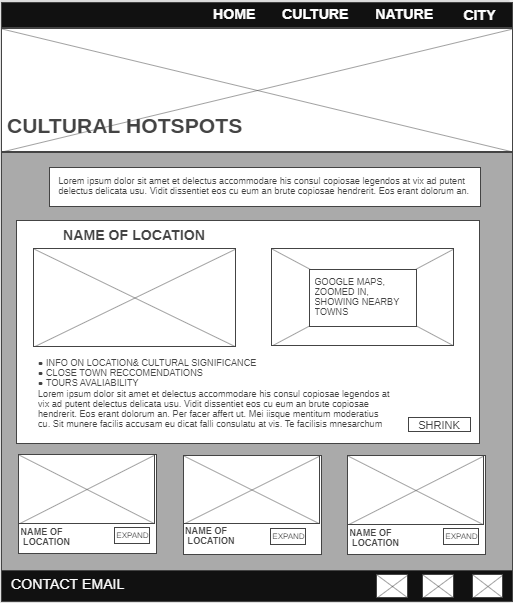 HOME CULTURE NATURE CITY
CULTURAL HOTSPOTS
Lorem ipsum dolor sit amet et delectus accommodare his consul copiosae legendos at vix ad putent
delectus delicata usu. Vidit dissentiet eos cu eum an brute copiosae hendrerit. Eos erant dolorum an.
NAME OF LOCATION
GOOGLE MAPS,
ZOOMED IN,
SHOWING NEARBY
TOWNS
INFO ON LOCATION& CULTURAL SIGNIFICANCE
CLOSE TOWN RECCOMENDATIONS
TOURS AVALIABILITY
Lorem ipsum dolor sit amet et delectus accommodare his consul copiosae legendos at
vix ad putent delectus delicata usu. Vidit dissentiet eos cu eum an brute copiosae
hendrerit. Eos erant dolorum an. Per facer affert ut. Mei iisque mentitum moderatius
cu. Sit munere facilis accusam eu dicat falli consulatu at vis. Te facilisis mnesarchum
SHRINK
NAME OF
LOCATION
EXPAND
NAME OF
LOCATION
EXPAND
NAME OF
LOCATION
EXPAND
CONTACT EMAIL